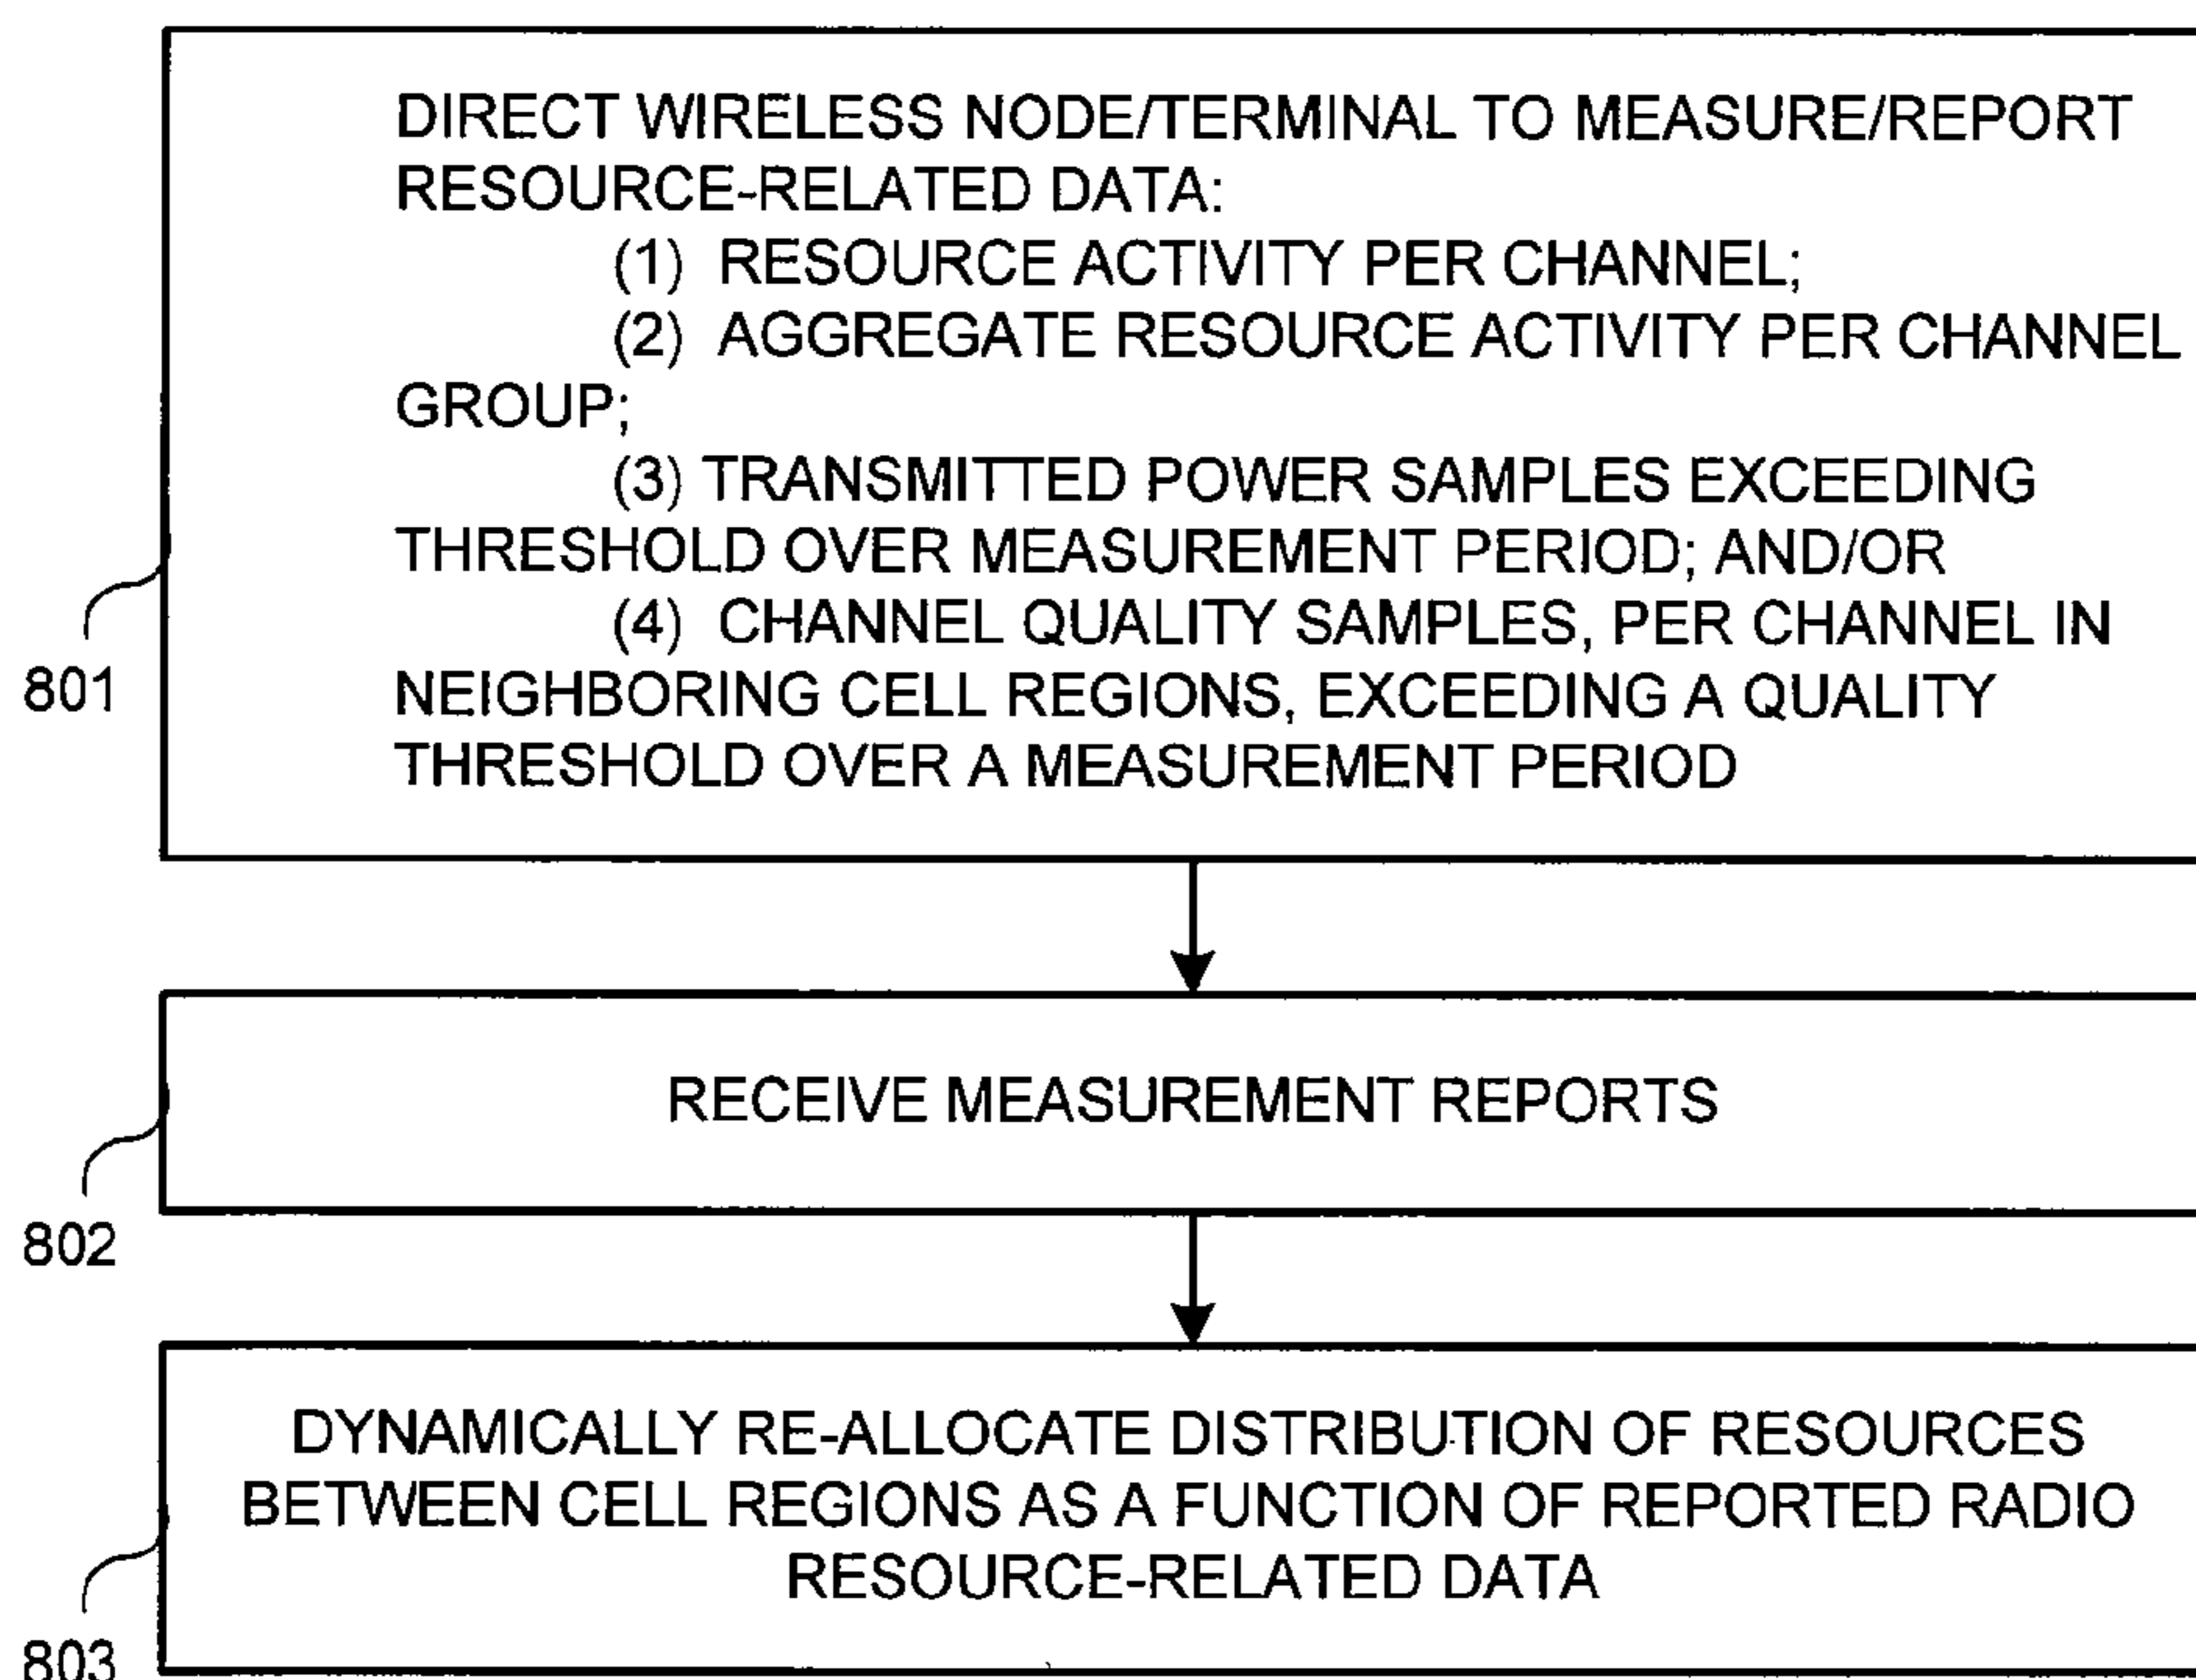 DIRECT WIRELESS NODE/TERMINAL TO MEASURE/REPORT
RESOURCE-RELATED DATA:
(1) RESOURCE ACTIVITY PER CHANNEL;
(2) AGGREGATE RESOURCE ACTIVITY PER CHANNEL
GROUP;
(3) TRANSMITTED POWER SAMPLES EXCEEDING
THRESHOLD OVER MEASUREMENT PERIOD; AND/OR
(4) CHANNEL QUALITY SAMPLES, PER CHANNEL IN
NEIGHBORING CELL REGIONS, EXCEEDING A QUALITY
THRESHOLD OVER A MEASUREMENT PERIOD
801
RECEIVE MEASUREMENT REPORTS
802
DYNAMICALLY RE-ALLOCATE DISTRIBUTION OF RESOURCES
BETWEEN CELL REGIONS AS A FUNCTION OF REPORTED RADIO
RESOURCE-RELATED DATA
803